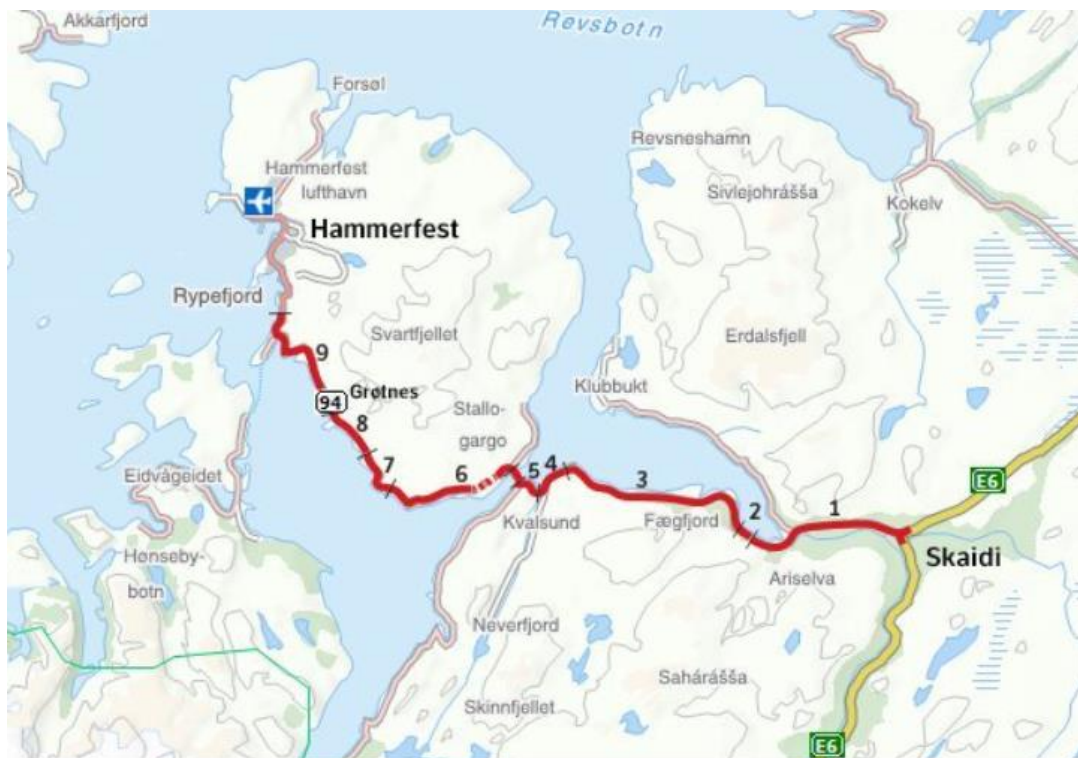 Akkarfjord
Revsbotn
Forsøl
Revsneshamn
Hammerfest
lufthavn
Sivlejohrášša
Kokelv
Hammerfest
Rypefjord
Svartfjellet
Erdalsfjell
9
Klubbukt
Grøtnes
94
Stallo-
gargo
8
7
6
5
4
3
Eidvågeidet
E6
Kvalsund
Fægfjord
2
1
Skaidi
Hønseby-
botn
Ariselva
Neverfjord
Sahárášša
Skinnfjellet
E6